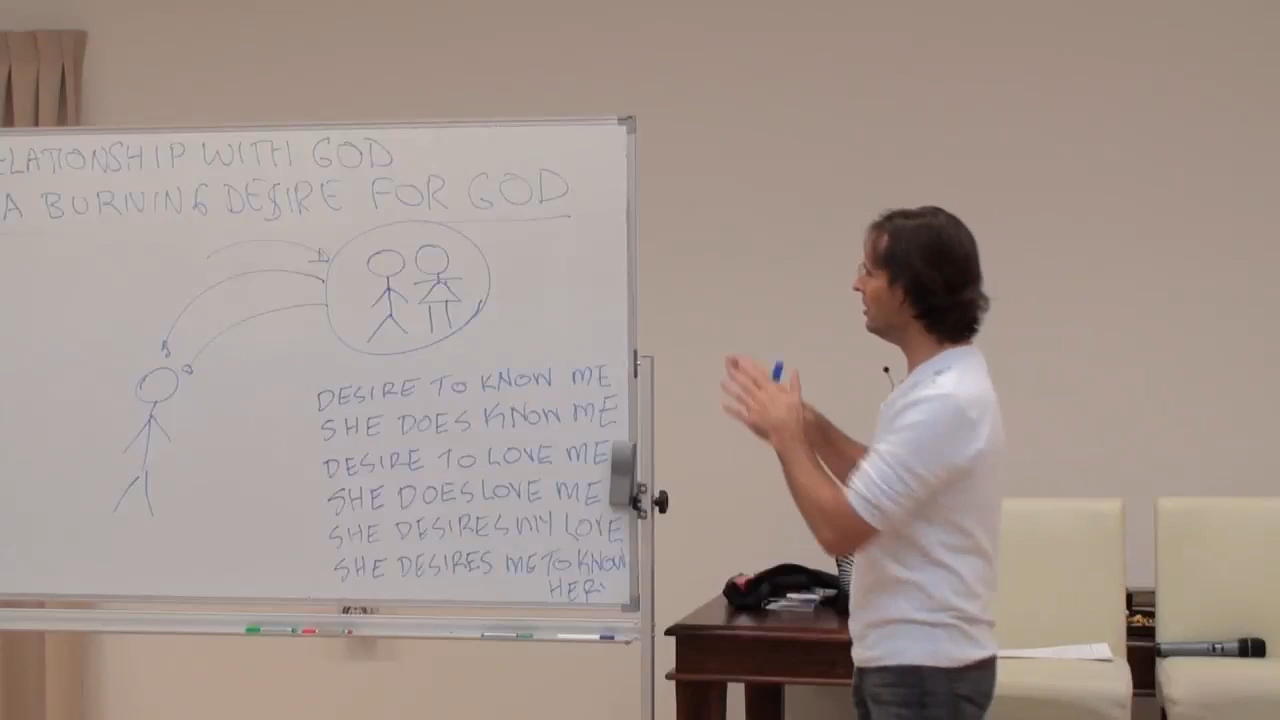 ELATIONSHIP WITH GOD
A BURNING DESIRE FOR GOD
DESIRE TO KNOW ME
SHE DOES KNOW ME
DESIRE TO LOVE ME
SHE DOES LOVE ME
SHE DESIRES MY LOVE
SHE DESIRES ME TO KNOW
HER